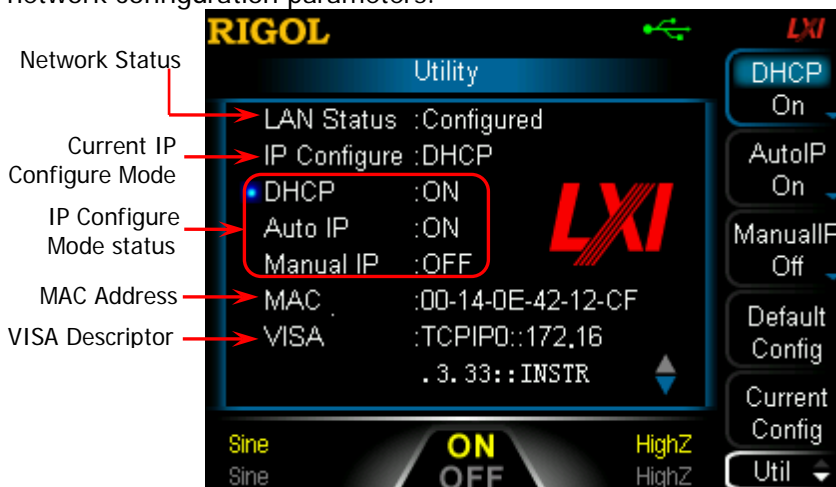 network configuration parameters.
RIGOL
LXI
Network Status
Utility
DHCP
On
LAN Status :Configured
Current IP
Configure Mode
IP Configure :DHCP
AutoIP
On
DHCP :ON
IP Configure
Mode status
Auto IP :ON
LXI
ManualIP
Off
Manual IP :OFF
MAC Address
MAC :00-14-0E-42-12-CF
Default
Config
VISA Descriptor
VISA :TCPIP0::172.16
.3.33::INSTR
Current
Config
Sine ON HighZ
Sine OFF HighZ
Util